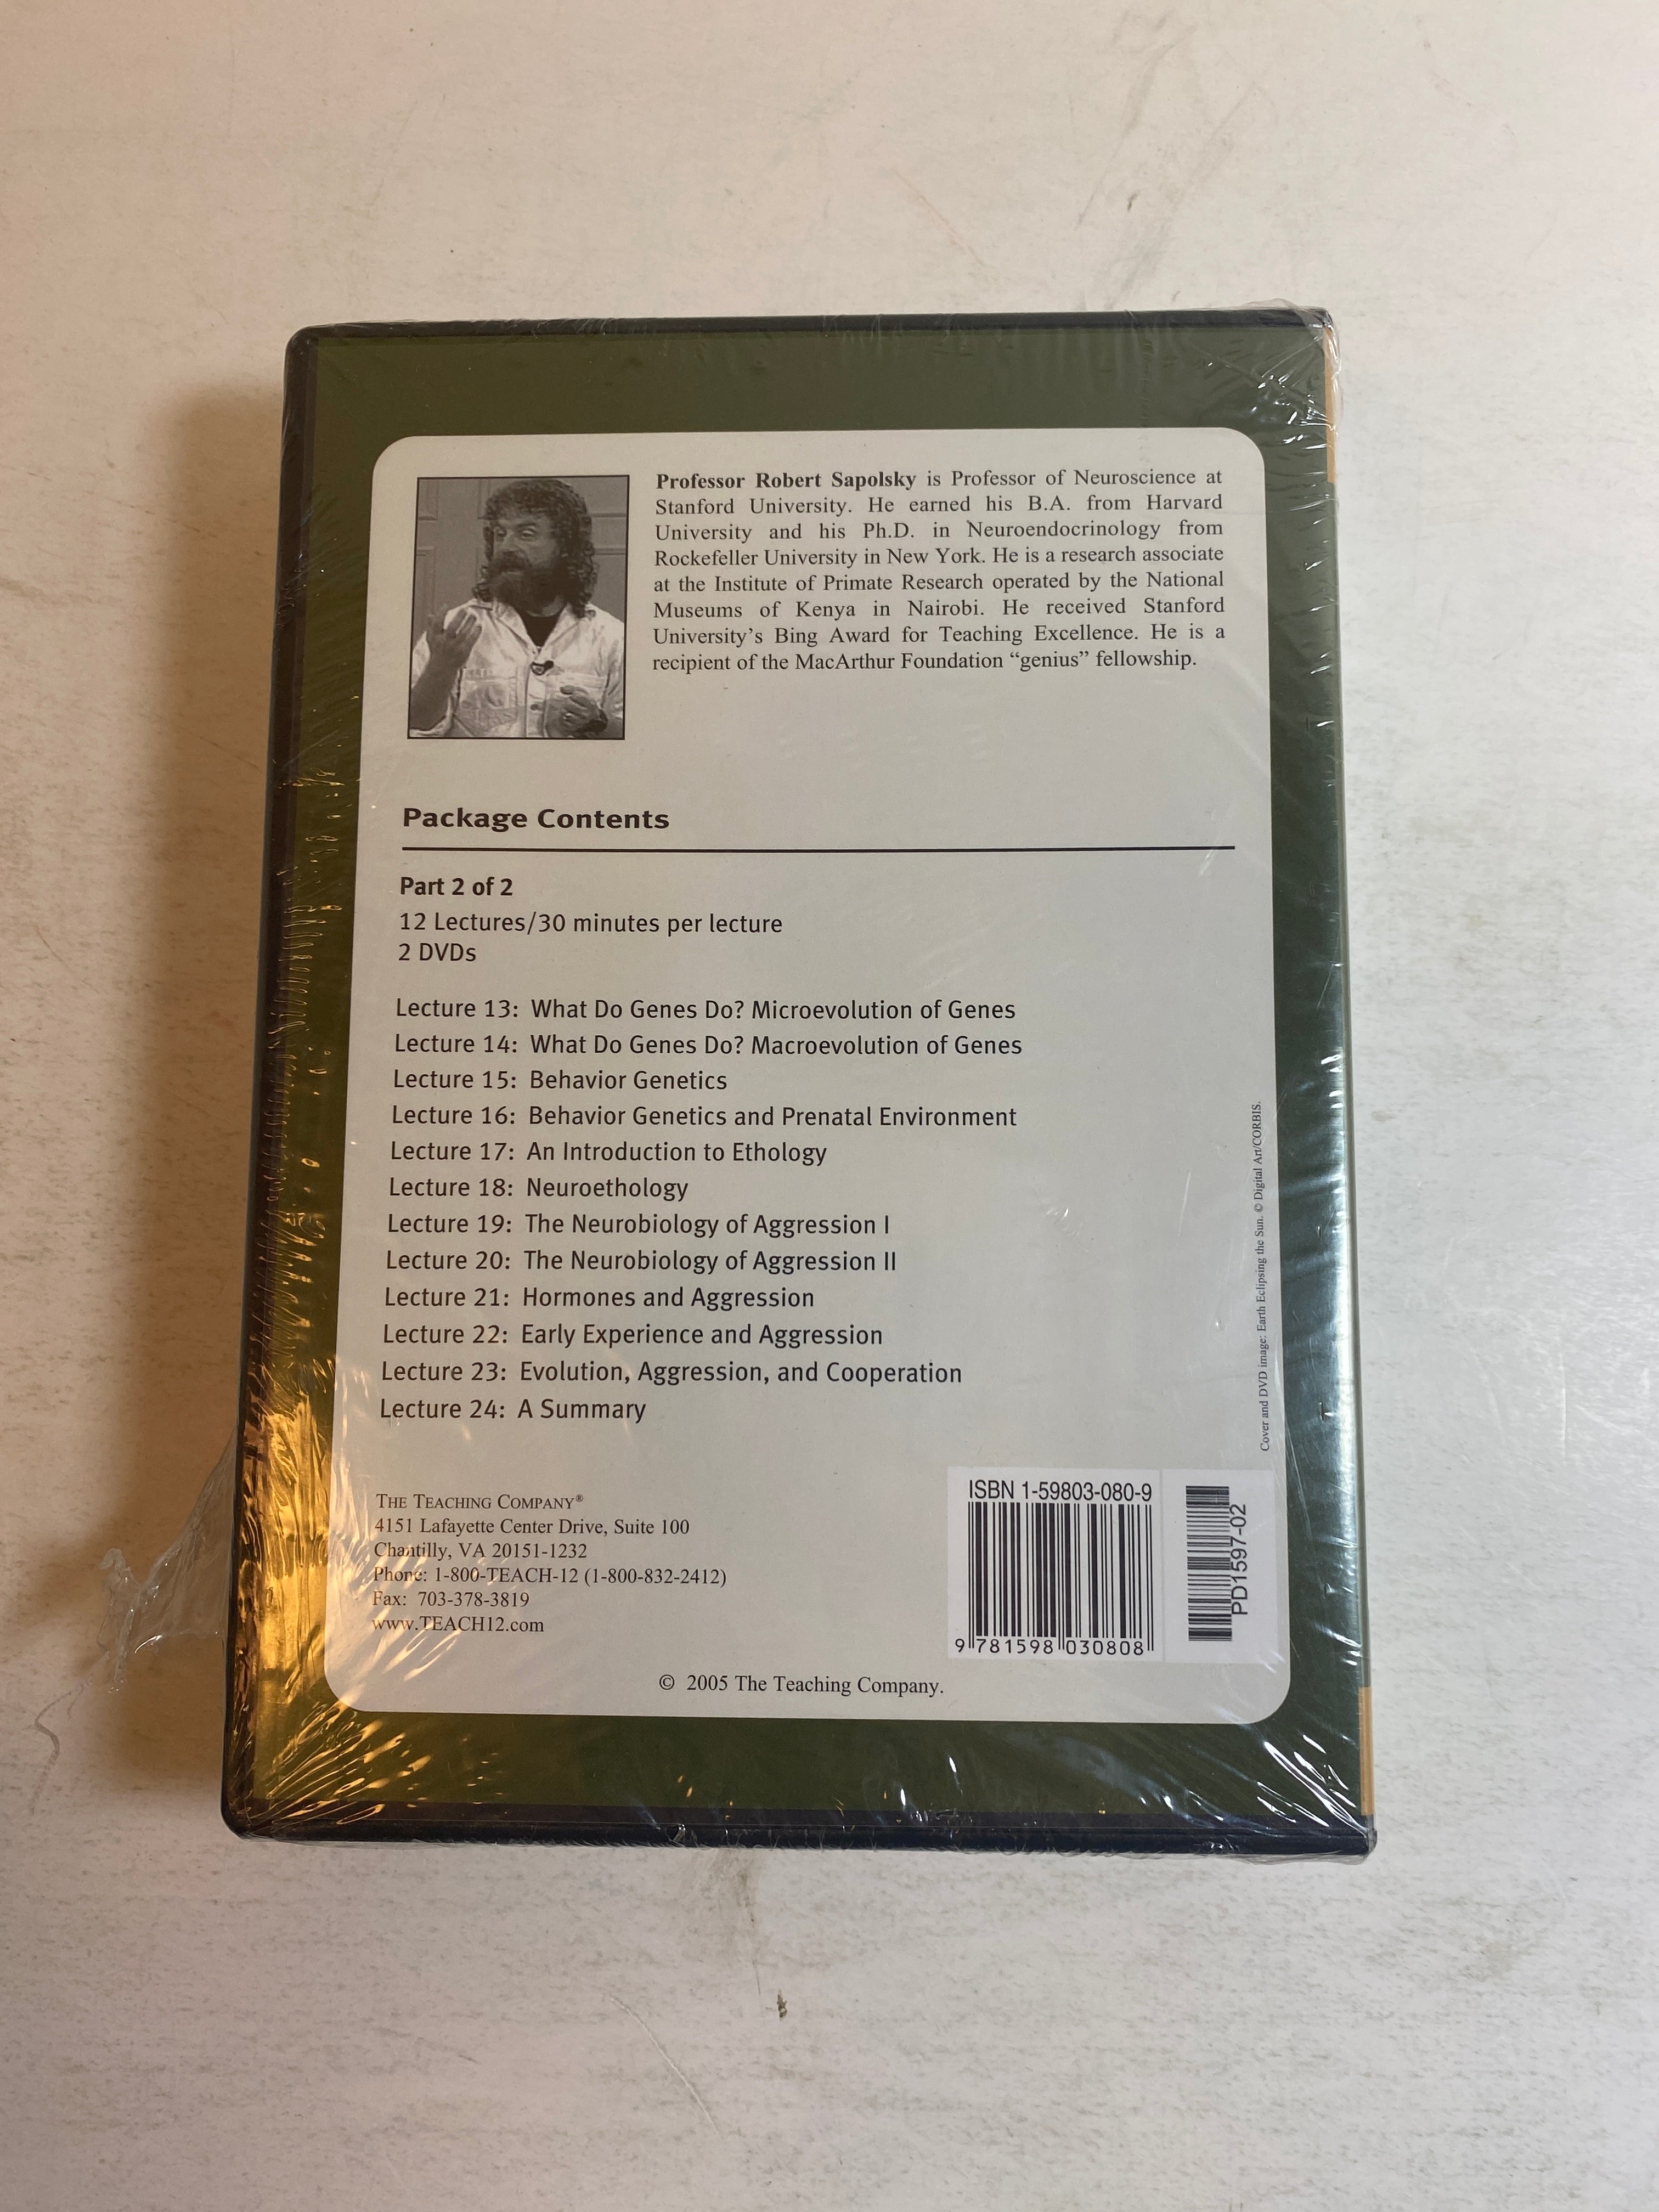 Professor Robert Sapolsky is Professor of Neuroscience at
Stanford University. He earned his B.A. from Harvard
University and his Ph.D. in Neuroendocrinology from
Rockefeller University in New York. He is a research associate
at the Institute of Primate Research operated by the National
Museums of Kenya in Nairobi. He received Stanford
University’s Bing Award for Teaching Excellence. He is a
recipient of the MacArthur Foundation “genius” fellowship.
Package Contents
Part 2 of 2
12 Lectures/30 minutes per lecture
2 DVDs
Lecture 13: What Do Genes Do? Microevolution of Genes
Lecture 14: What Do Genes Do? Macroevolution of Genes
Lecture 15: Behavior Genetics
Lecture 16: Behavior Genetics and Prenatal Environment
Lecture 17: An Introduction to Ethology
Lecture 18: Neuroethology
Lecture 19: The Neurobiology of Aggression I
Lecture 20: The Neurobiology of Aggression II
Lecture 21: Hormones and Aggression
Lecture 22: Early Experience and Aggression
Lecture 23: Evolution, Aggression, and Cooperation
Lecture 24: A Summary
Cover and DVD image: Earth Eclipsing the Sun. © Digital Art/CORBIS.
THE TEACHING COMPANY®
4151 Lafayette Center Drive, Suite 100
Chantilly, VA 20151-1232
Phone: 1-800-TEACH-12 (1-800-832-2412)
Fax: 703-378-3819
www.TEACH12.com
ISBN 1-59803-080-9
9 781598 030808
PD1597-02
© 2005 The Teaching Company.